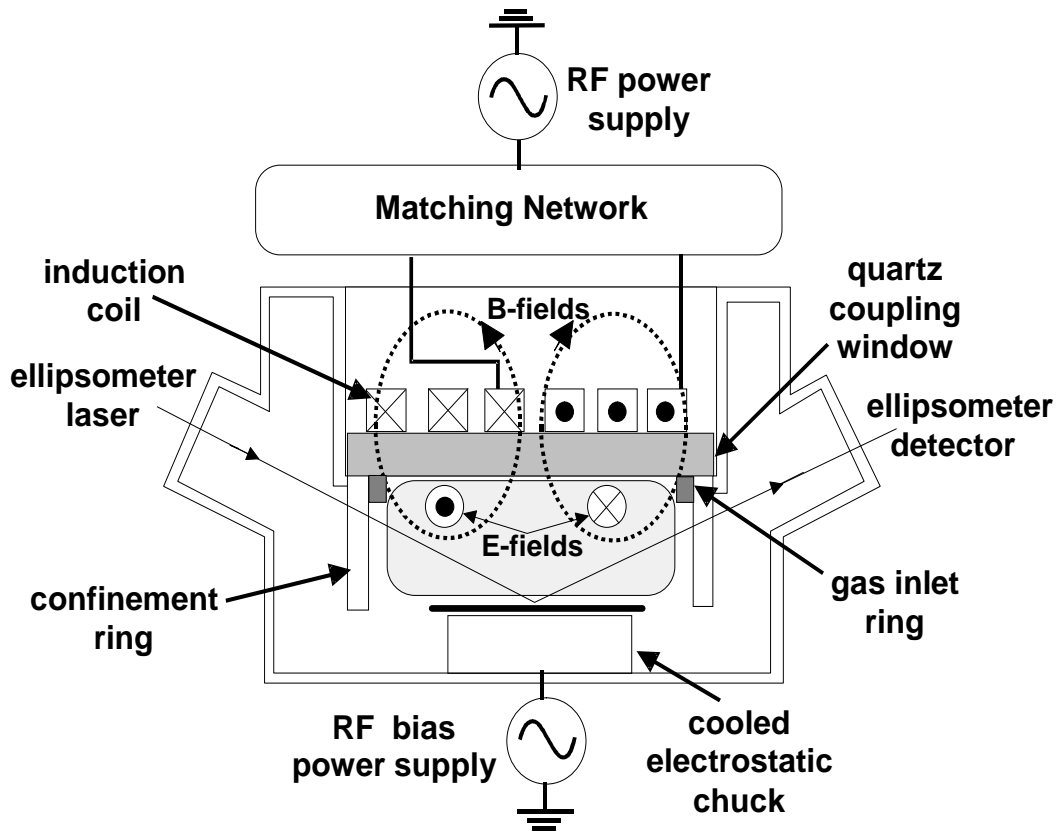 RF power
supply
Matching Network
induction
coil
B-fields
quartz
coupling
window
ellipsometer
laser
ellipsometer
detector
E-fields
confinement
ring
gas inlet
ring
RF bias
power supply
cooled
electrostatic
chuck